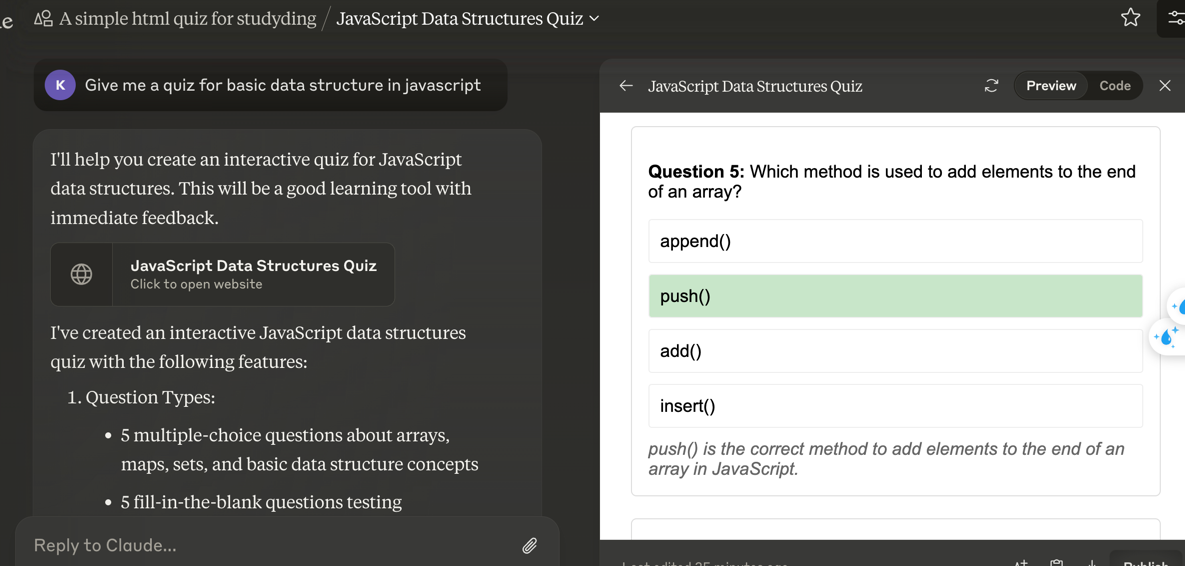 A simple html quiz for studyding / JavaScript Data Structures Quiz
K Give me a quiz for basic data structure in javascript
I'll help you create an interactive quiz for JavaScript
data structures. This will be a good learning tool with
immediate feedback.
JavaScript Data Structures Quiz
Click to open website
I've created an interactive JavaScript data structures
quiz with the following features:
1. Question Types:
• 5 multiple-choice questions about arrays,
maps, sets, and basic data structure concepts
• 5 fill-in-the-blank questions testing
Reply to Claude...
JavaScript Data Structures Quiz
Preview Code
Question 5: Which method is used to add elements to the end
of an array?
append()
push()
add()
insert()
push() is the correct method to add elements to the end of an
array in JavaScript.
Last edited 25 minutes ago
Publish